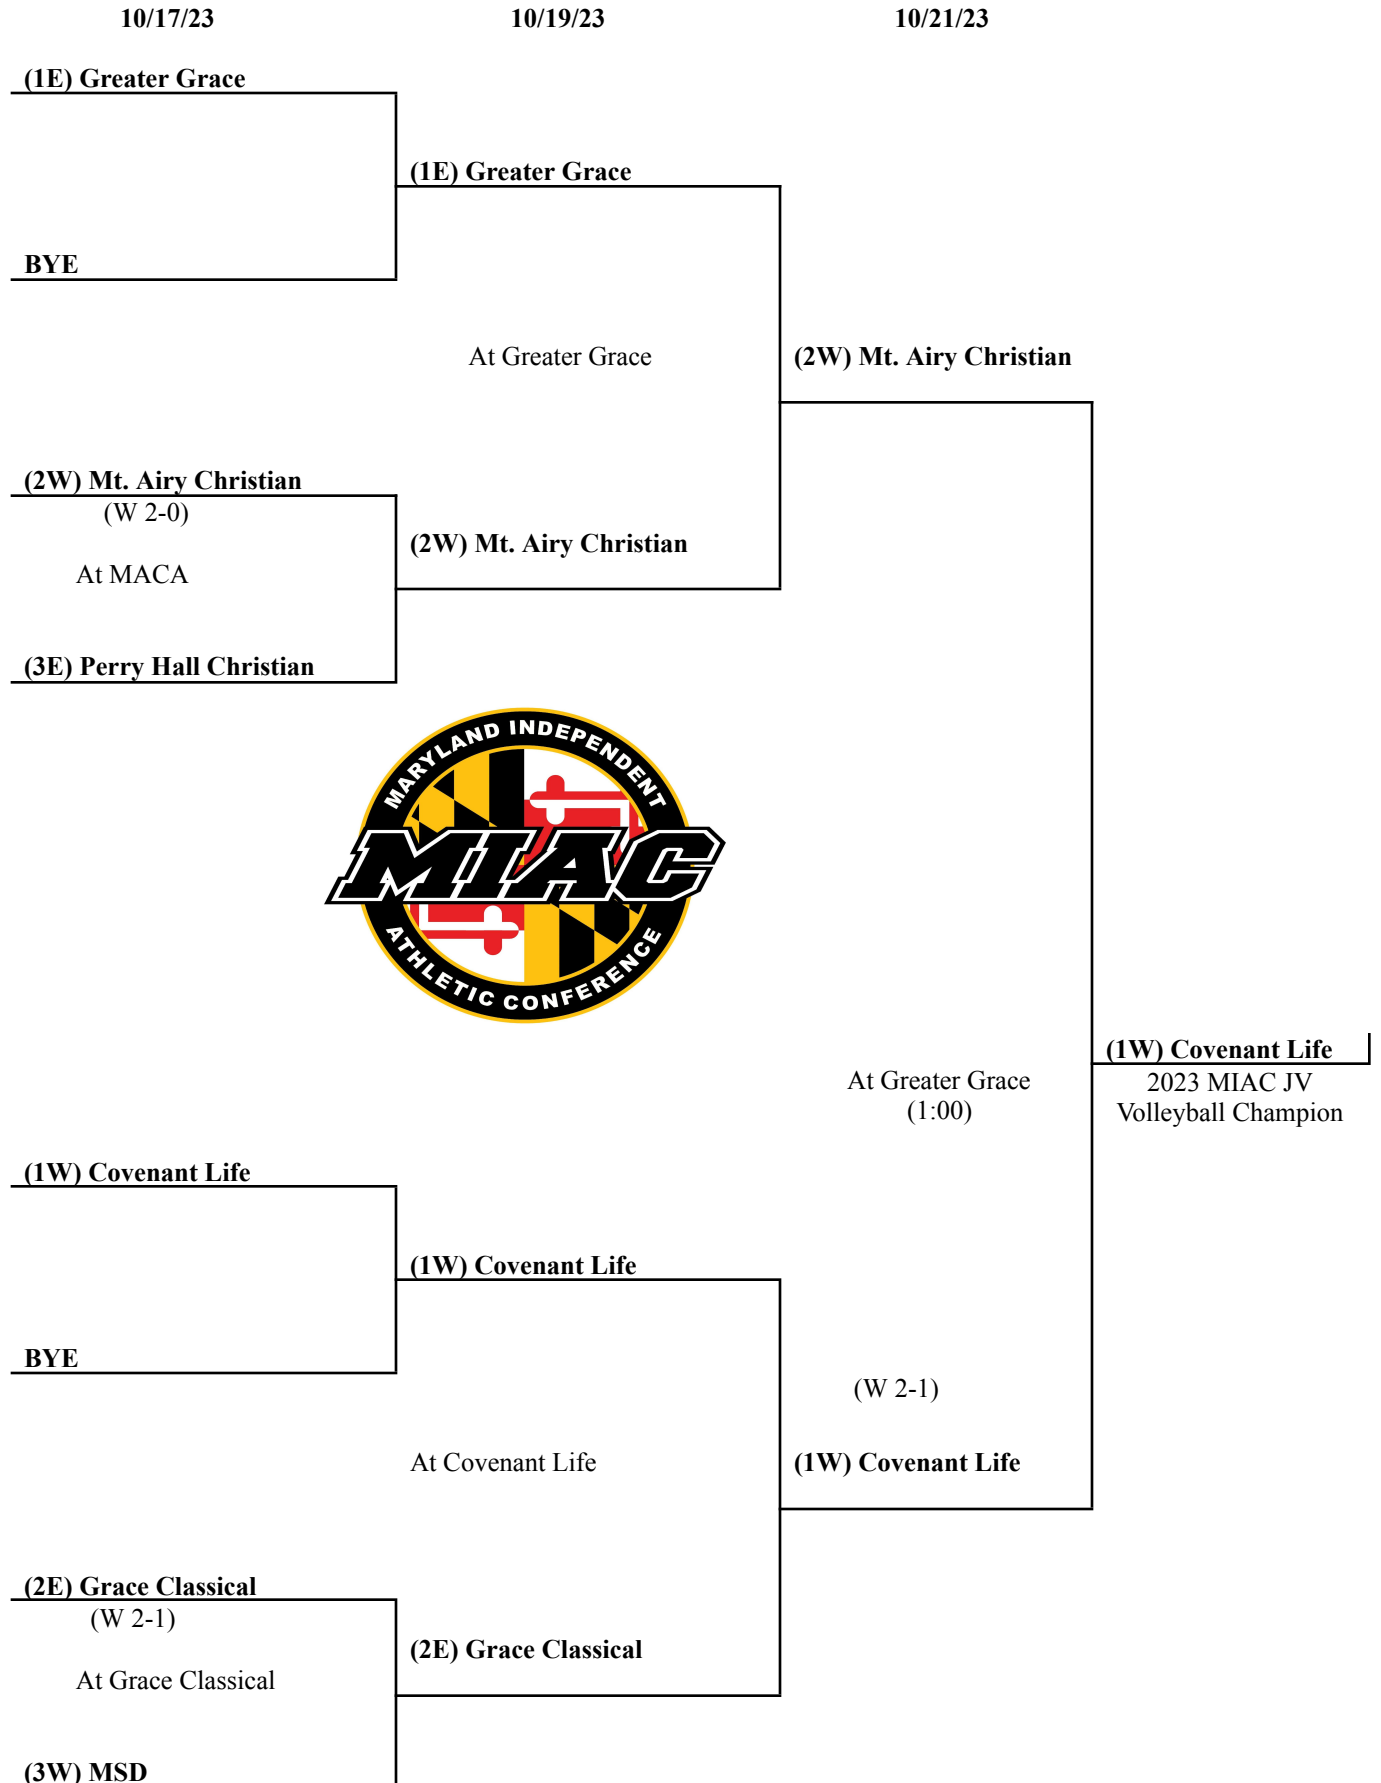 10/17/23 10/19/23 10/21/23
(1E) Greater Grace
(1E) Greater Grace
BYE
At Greater Grace
(2W) Mt. Airy Christian
(2W) Mt. Airy Christian
(W 2-0)
(2W) Mt. Airy Christian
At MACA
(3E) Perry Hall Christian
MARYLAND INDEPENDENT
MIAC
ATHLETIC CONFERENCE
(1W) Covenant Life
At Greater Grace
(1:00)
2023 MIAC JV
Volleyball Champion
(1W) Covenant Life
(1W) Covenant Life
BYE
(W 2-1)
At Covenant Life
(1W) Covenant Life
(2E) Grace Classical
(W 2-1)
(2E) Grace Classical
At Grace Classical
(3W) MSD